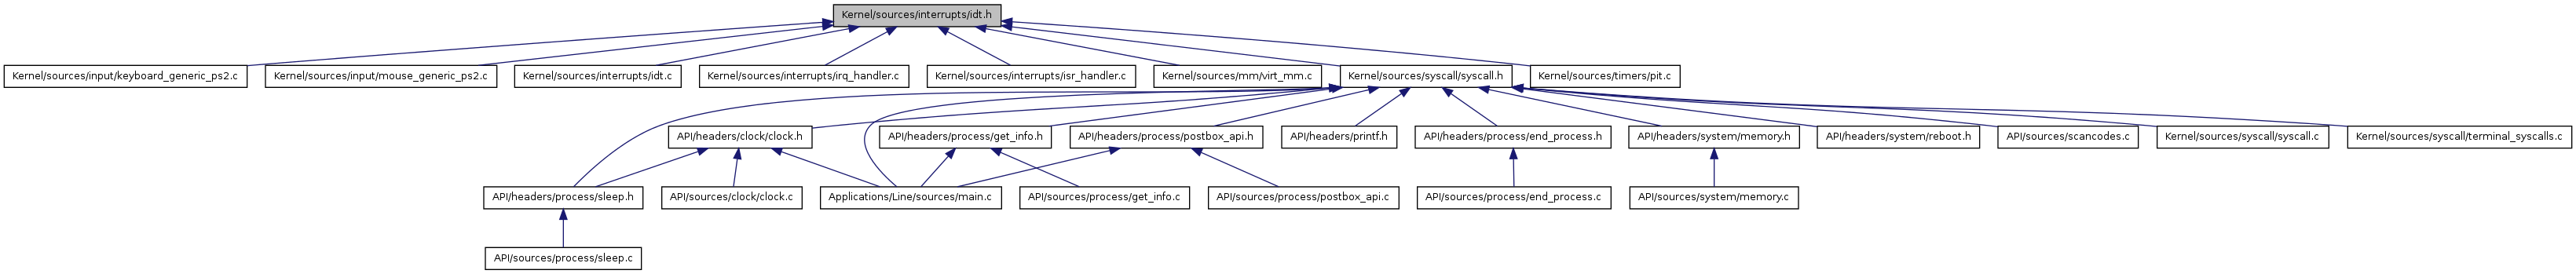 Kernel/sources/interrupts/idt.h
Kernel/sources/input/keyboard_generic_ps2.c
Kernel/sources/input/mouse_generic_ps2.c
Kernel/sources/interrupts/idt.c
Kernel/sources/interrupts/irq_handler.c
Kernel/sources/interrupts/isr_handler.c
Kernel/sources/mm/virt_mm.c
Kernel/sources/syscall/syscall.h
Kernel/sources/timers/pit.c
API/headers/clock/clock.h
API/headers/process/get_info.h
API/headers/process/postbox_api.h
API/headers/printf.h
API/headers/process/end_process.h
API/headers/system/memory.h
API/headers/system/reboot.h
API/sources/scancodes.c
Kernel/sources/syscall/syscall.c
Kernel/sources/syscall/terminal_syscalls.c
API/headers/process/sleep.h
API/sources/clock/clock.c
Applications/Line/sources/main.c
API/sources/process/get_info.c
API/sources/process/postbox_api.c
API/sources/process/end_process.c
API/sources/system/memory.c
API/sources/process/sleep.c